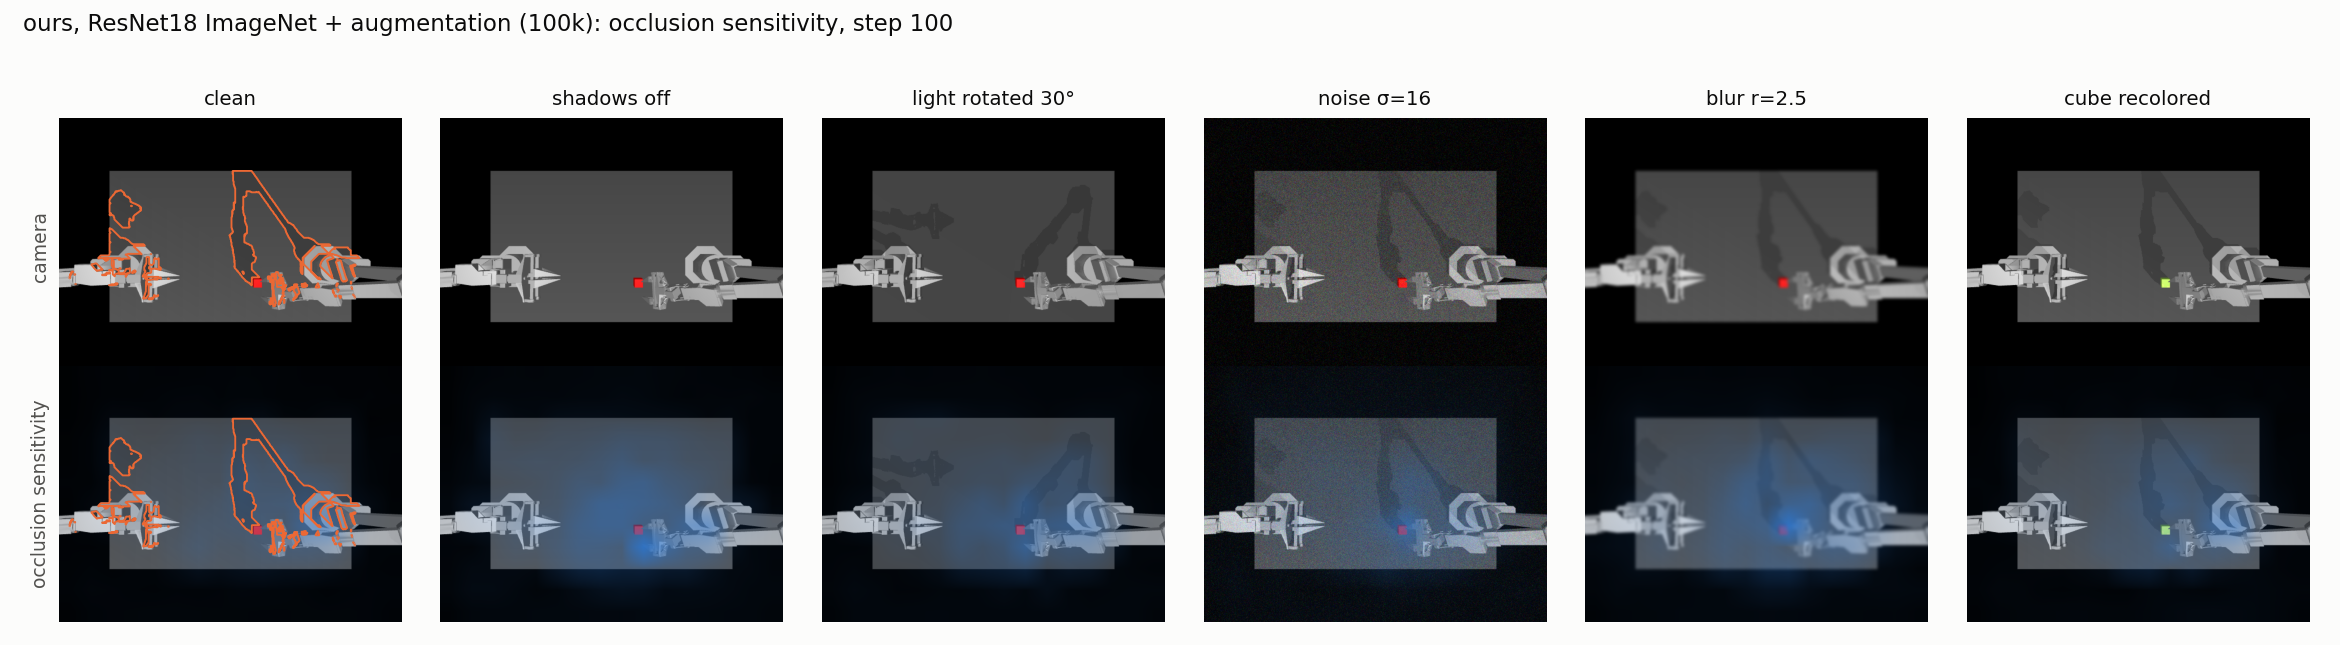 ours, ResNet18 ImageNet + augmentation (100k): occlusion sensitivity, step 100
clean
shadows off
light rotated 30°
noise σ=16
blur r=2.5
cube recolored
camera
occlusion sensitivity